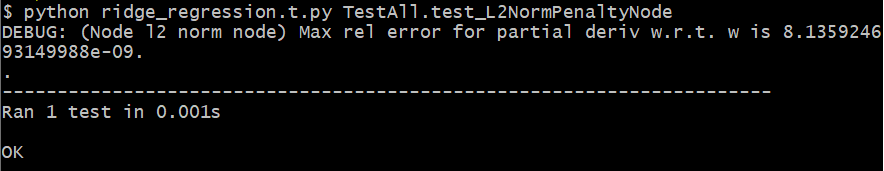 $ python ridge_regression.t.py TestAll.test_L2NormPenaltyNode
DEBUG: (Node l2 norm node) Max rel error for partial deriv w.r.t. w is 8.1359246
93149988e-09.
.
----------------------------------------------------------------------
Ran 1 test in 0.001s
OK